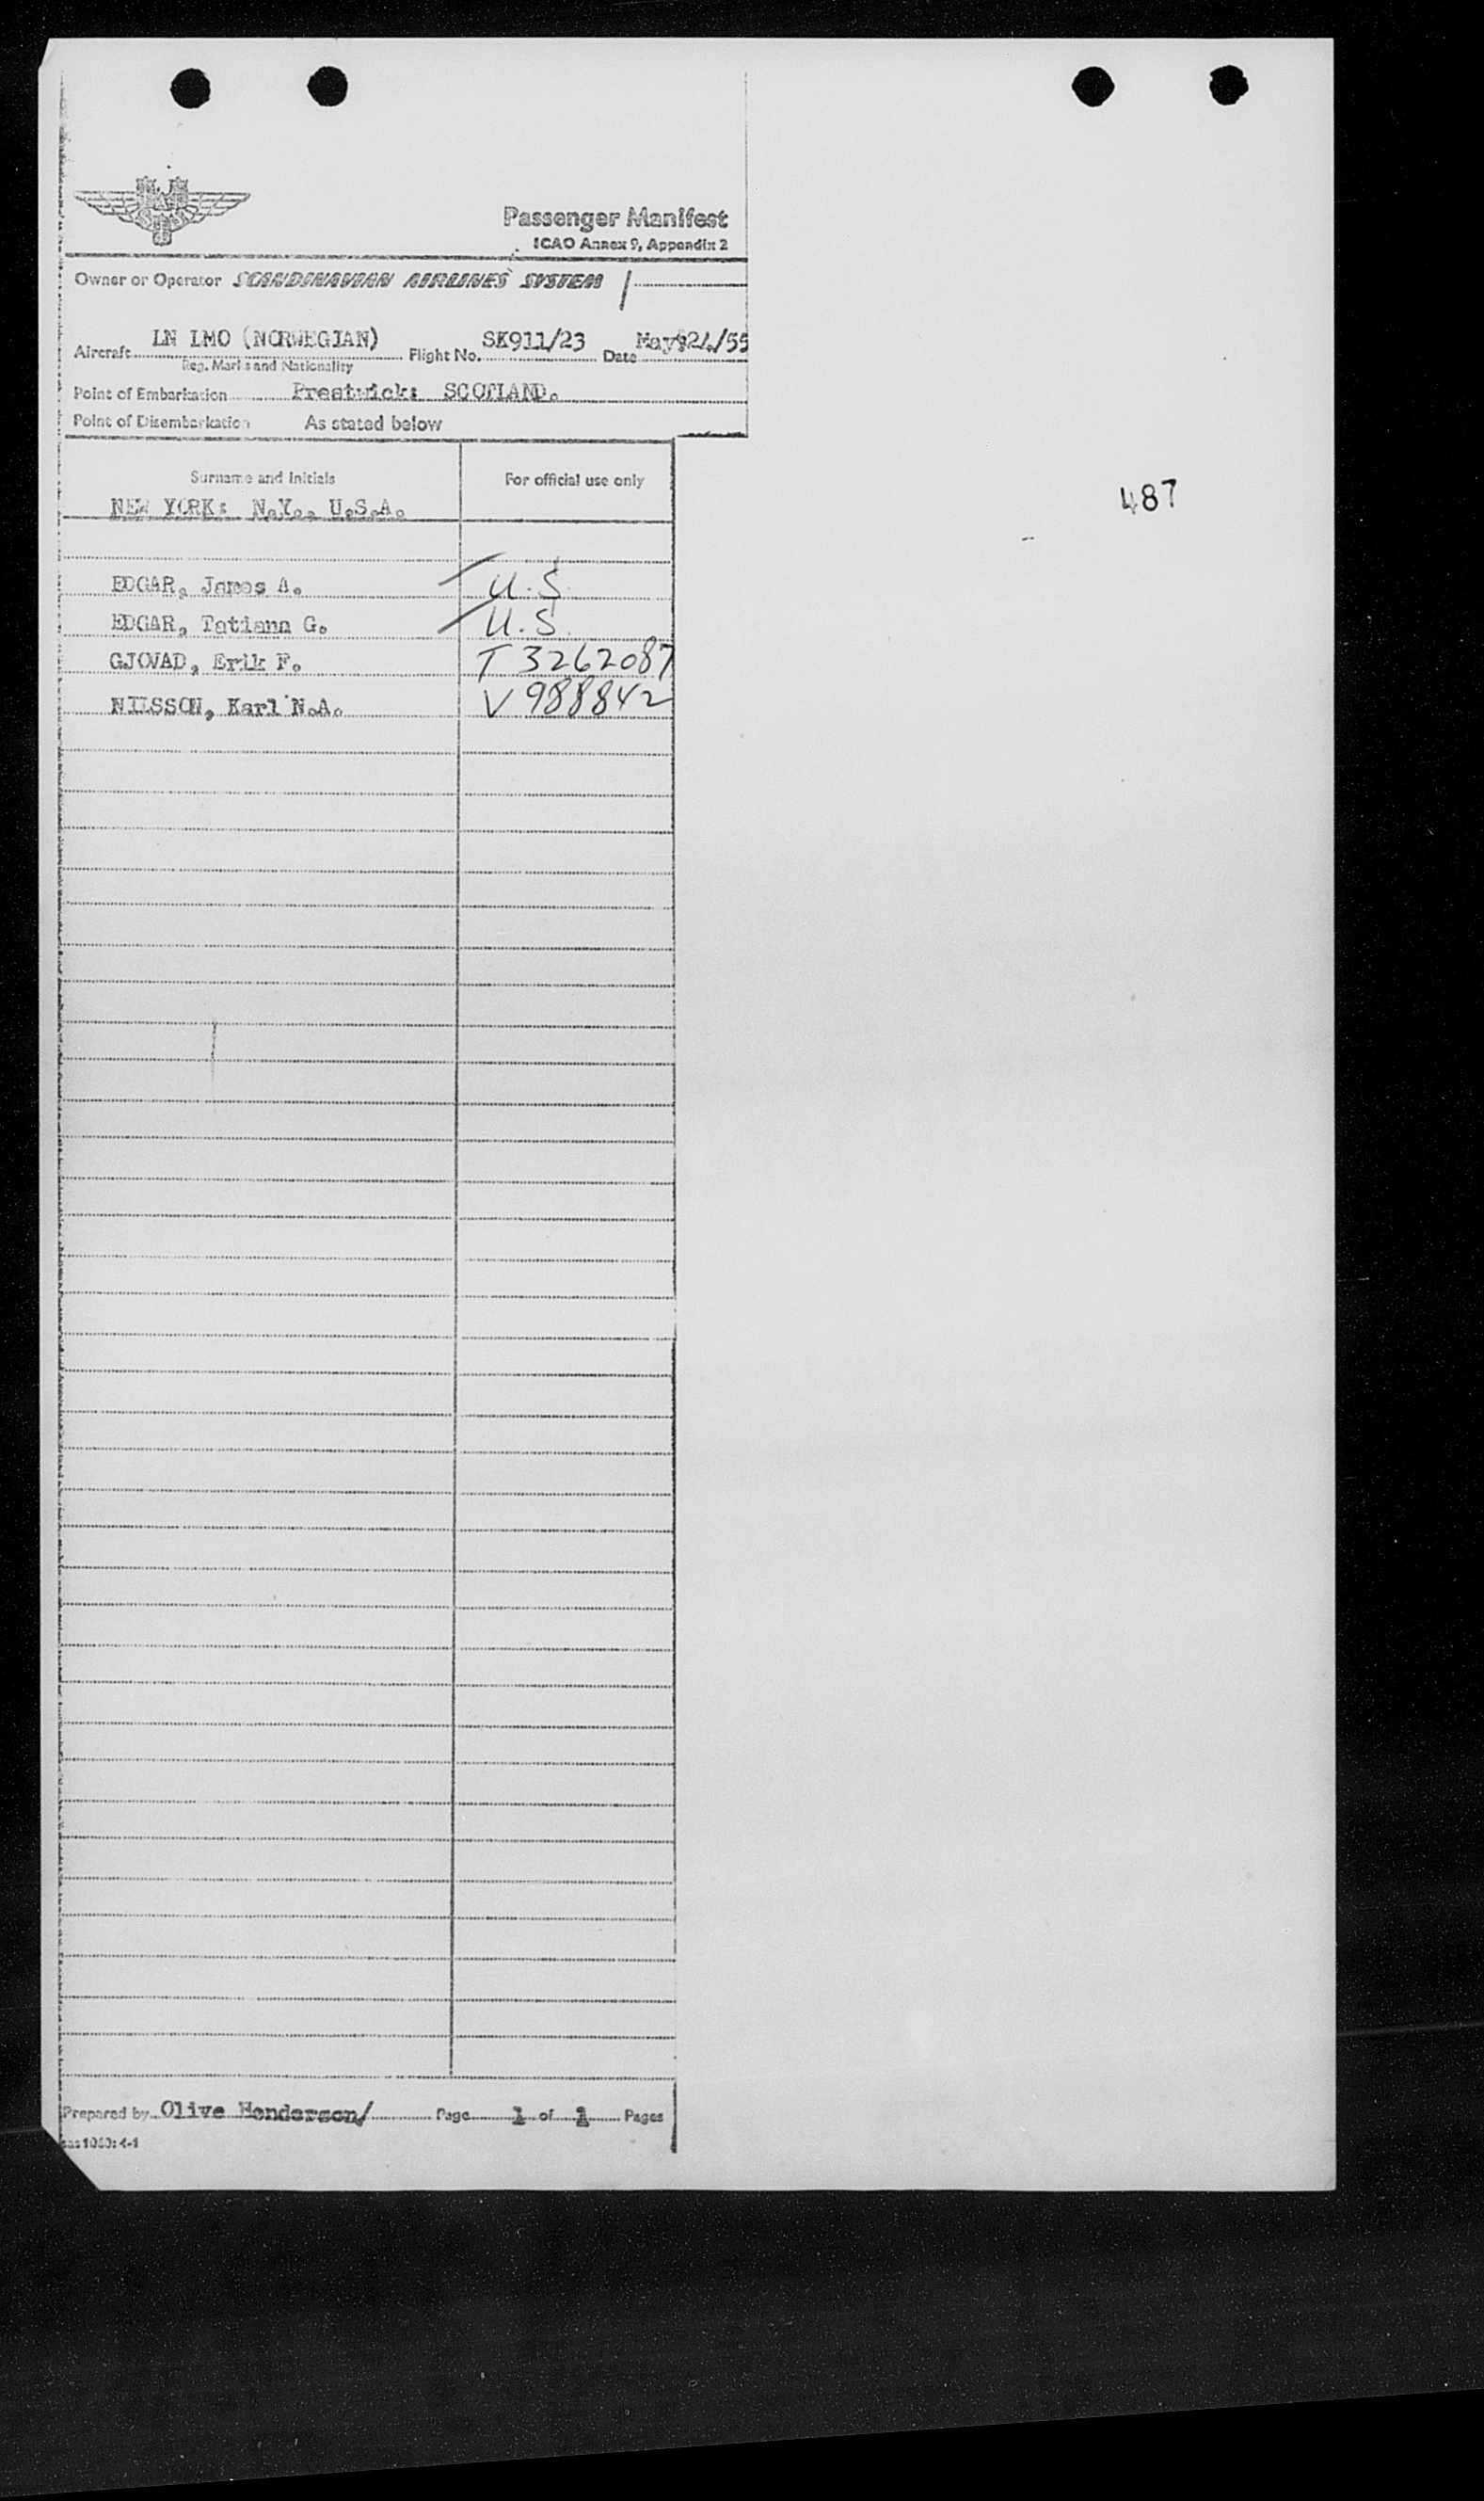 SAS
Passenger Manifest
ICAO Annex 9, Appendix 2
Owner or Operator SCANDINAVIAN AIRLINES SYSTEM
Aircraft LN LMO (NORWEGIAN) Flight No. SK911/23 Date May 24/55
Reg. Marks and Nationality
Point of Embarkation Prestwick: SCOTLAND.
Point of Disembarkation As stated below
Surname and Initials For official use only
NEW YORK: N.Y., U.S.A.
487
EDGAR, James A. U.S.
EDGAR, Tatiana G. U.S.
GJOVAD, Erik F. T 3262087
NILSSON, Karl N.A. V 988842
Prepared by Olive Henderson/ Page 1 of 1 Pages